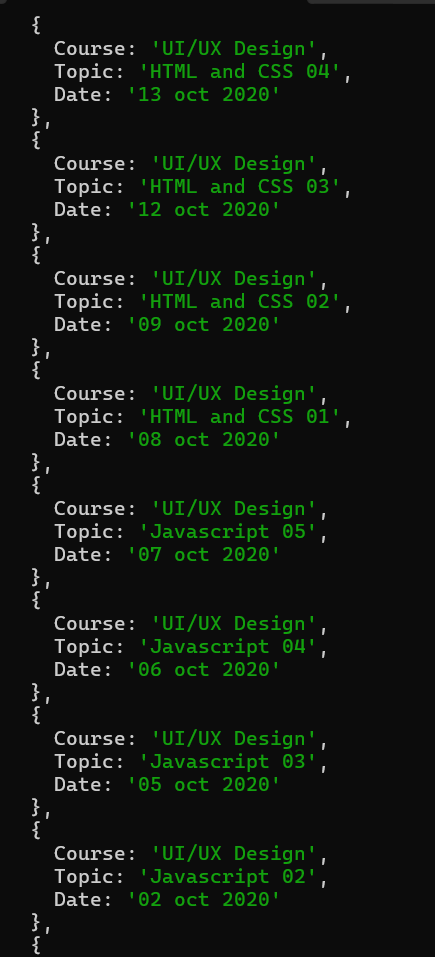 {
  Course: 'UI/UX Design',
  Topic: 'HTML and CSS 04',
  Date: '13 oct 2020'
},
{
  Course: 'UI/UX Design',
  Topic: 'HTML and CSS 03',
  Date: '12 oct 2020'
},
{
  Course: 'UI/UX Design',
  Topic: 'HTML and CSS 02',
  Date: '09 oct 2020'
},
{
  Course: 'UI/UX Design',
  Topic: 'HTML and CSS 01',
  Date: '08 oct 2020'
},
{
  Course: 'UI/UX Design',
  Topic: 'Javascript 05',
  Date: '07 oct 2020'
},
{
  Course: 'UI/UX Design',
  Topic: 'Javascript 04',
  Date: '06 oct 2020'
},
{
  Course: 'UI/UX Design',
  Topic: 'Javascript 03',
  Date: '05 oct 2020'
},
{
  Course: 'UI/UX Design',
  Topic: 'Javascript 02',
  Date: '02 oct 2020'
},
{